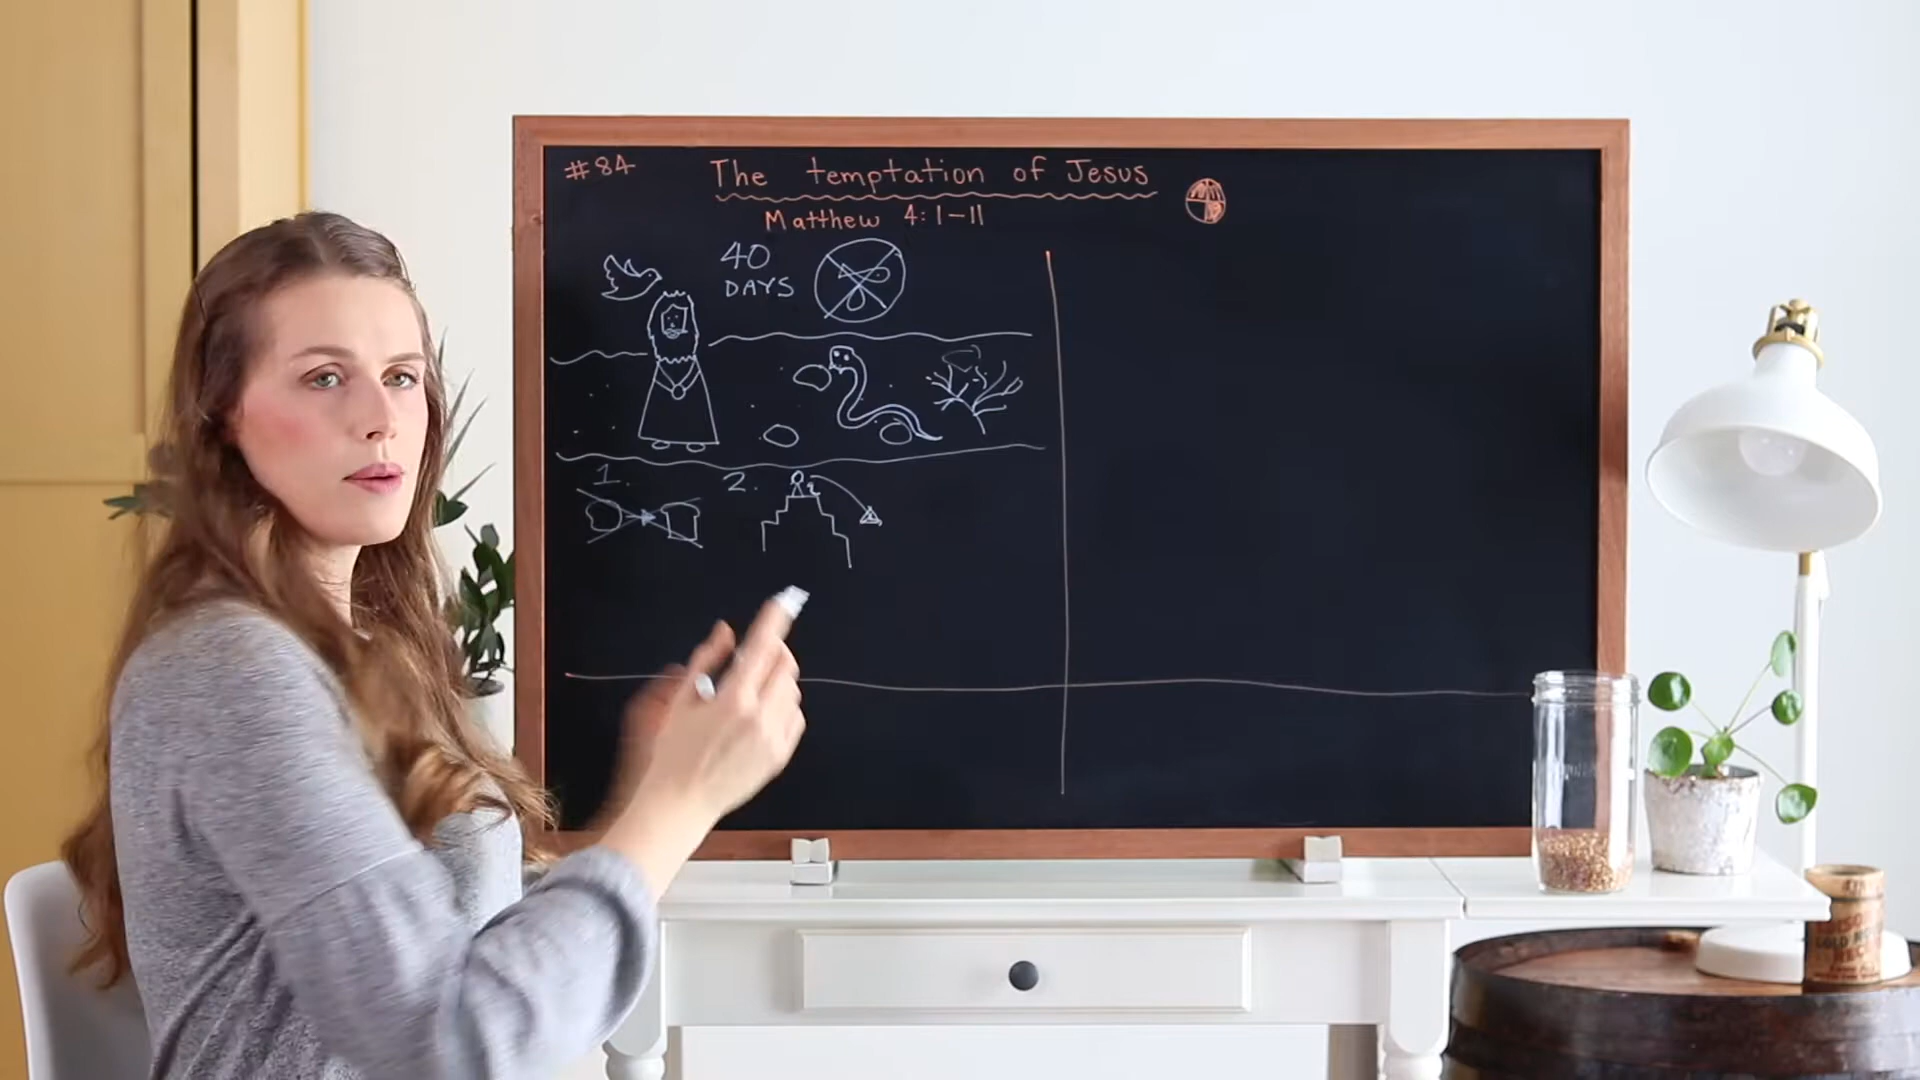 #84
The temptation of Jesus
Matthew 4:1-11
40
DAYS
1.
2.